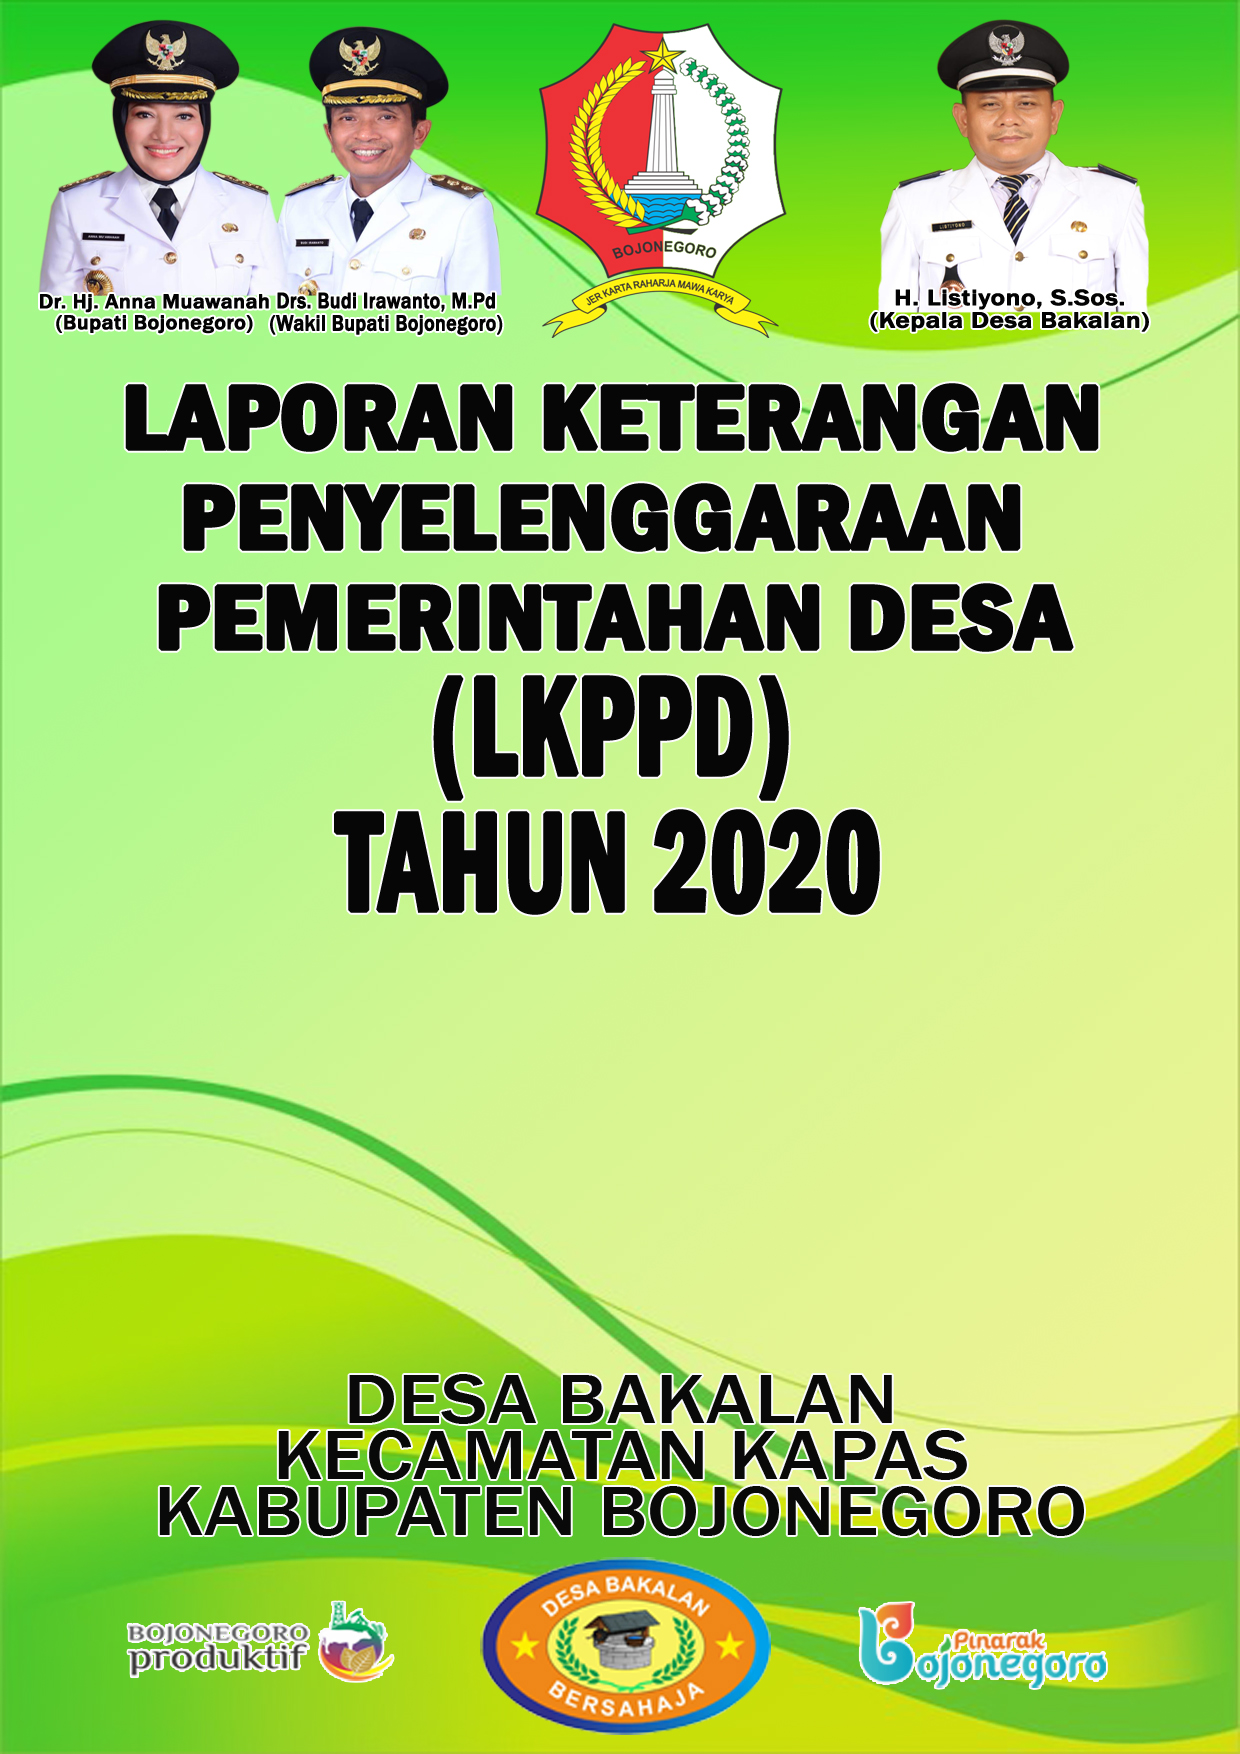 Dr. Hj. Anna Muawanah
(Bupati Bojonegoro)
Drs. Budi Irawanto, M.Pd
(Wakil Bupati Bojonegoro)
BOJONEGORO
JER KARTA RAHARJA MAWA KARYA
LISTIYONO
H. Listiyono, S.Sos.
(Kepala Desa Bakalan)
LAPORAN KETERANGAN
PENYELENGGARAAN
PEMERINTAHAN DESA
(LKPPD)
TAHUN 2020
DESA BAKALAN
KECAMATAN KAPAS
KABUPATEN BOJONEGORO
BOJONEGORO
produktif
DESA BAKALAN
BERSAHAJA
Pinarak
Bojonegoro